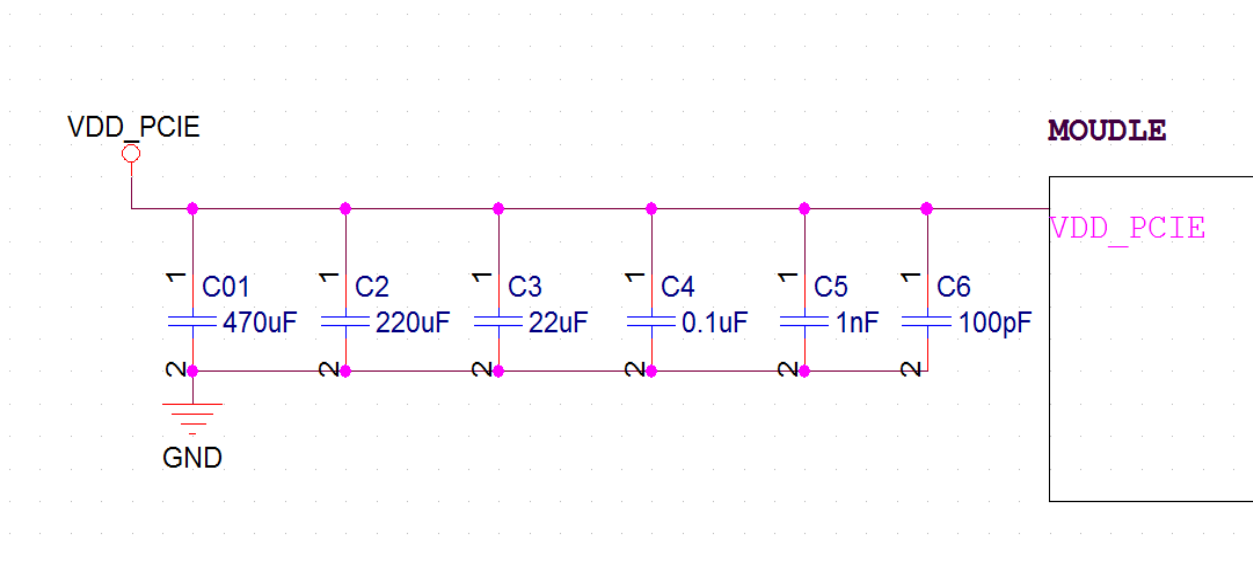 VDD_PCIE
MOUDLE
VDD_PCIE
1 C01
470uF
2
1 C2
220uF
2
1 C3
22uF
2
1 C4
0.1uF
2
1 C5
1nF
2
1 C6
100pF
2
GND